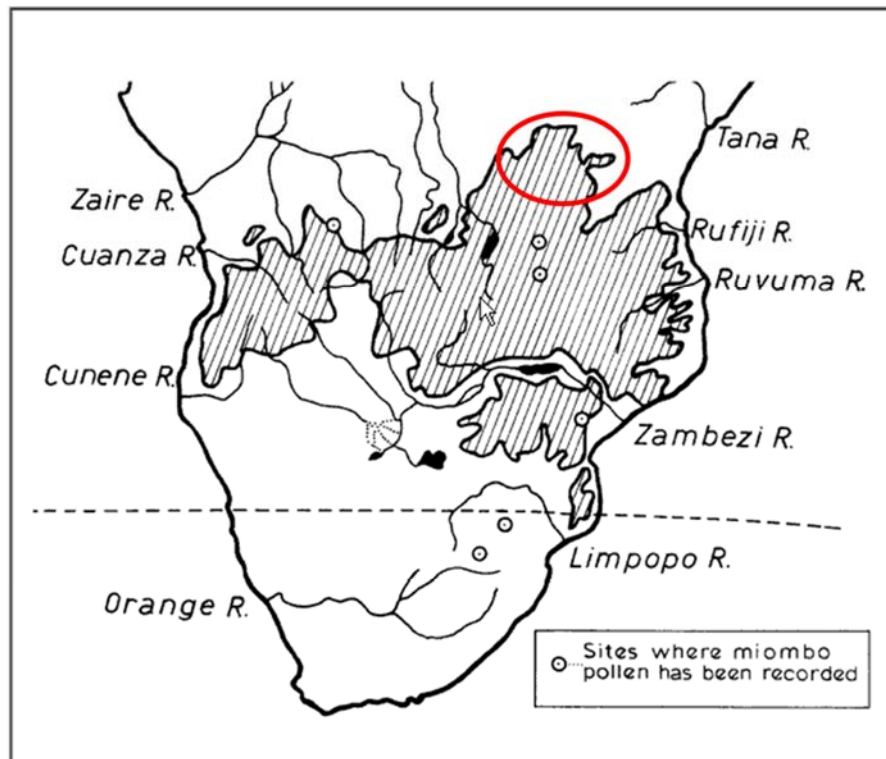 Tana R.
Zaire R.
Rufiji R.
Cuanza R.
Ruvuma R.
Cunene R.
Zambezi R.
Limpopo R.
Orange R.
Sites where miombo
pollen has been recorded